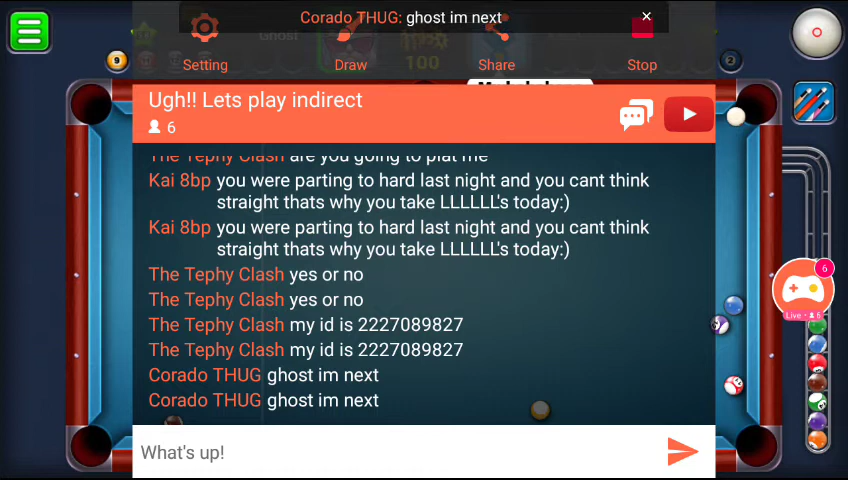 Corado THUG: ghost im next
×
Ghost
Setting
Draw
100
Share
Stop
Ugh!! Lets play indirect
6
The Tephy Clash are you going to plat me
Kai 8bp you were parting to hard last night and you cant think
straight thats why you take LLLLLL's today:)
Kai 8bp you were parting to hard last night and you cant think
straight thats why you take LLLLLL's today:)
The Tephy Clash yes or no
The Tephy Clash yes or no
The Tephy Clash my id is 2227089827
The Tephy Clash my id is 2227089827
Corado THUG ghost im next
Corado THUG ghost im next
What's up!
9
2
6
Live • 6